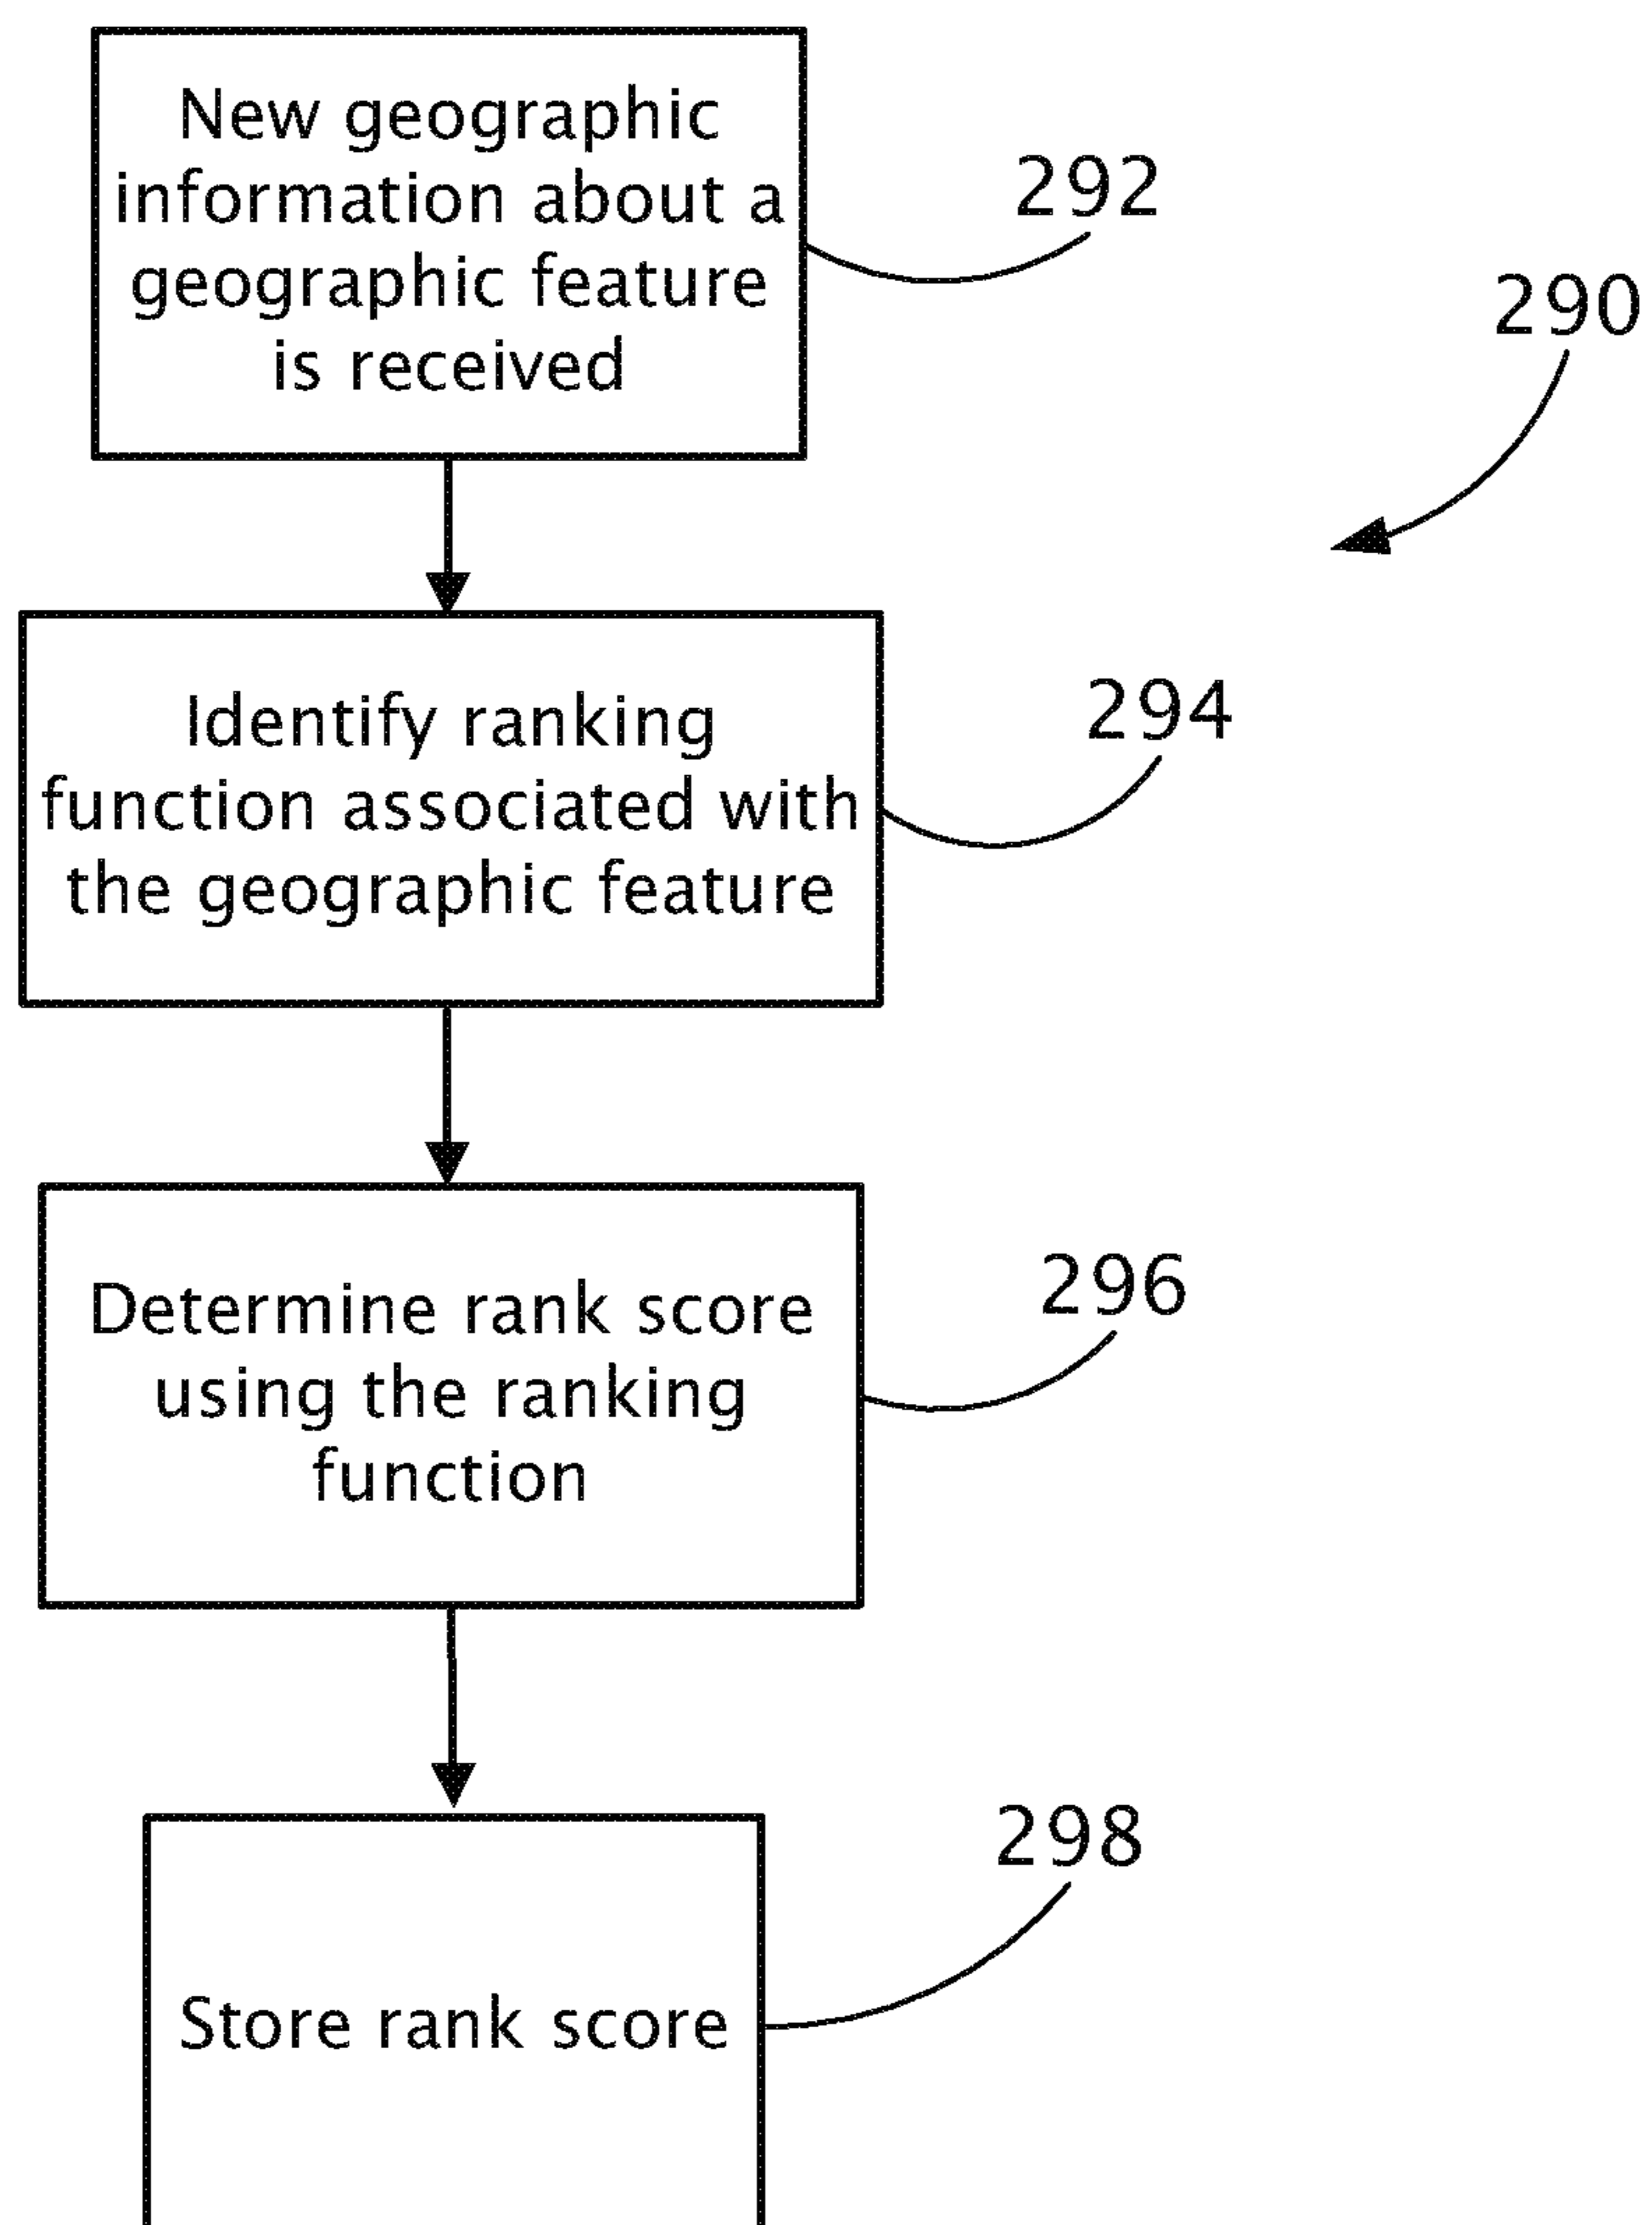 New geographic
information about a
geographic feature
is received
292
290
Identify ranking
function associated with
the geographic feature
294
Determine rank score
using the ranking
function
296
298
Store rank score